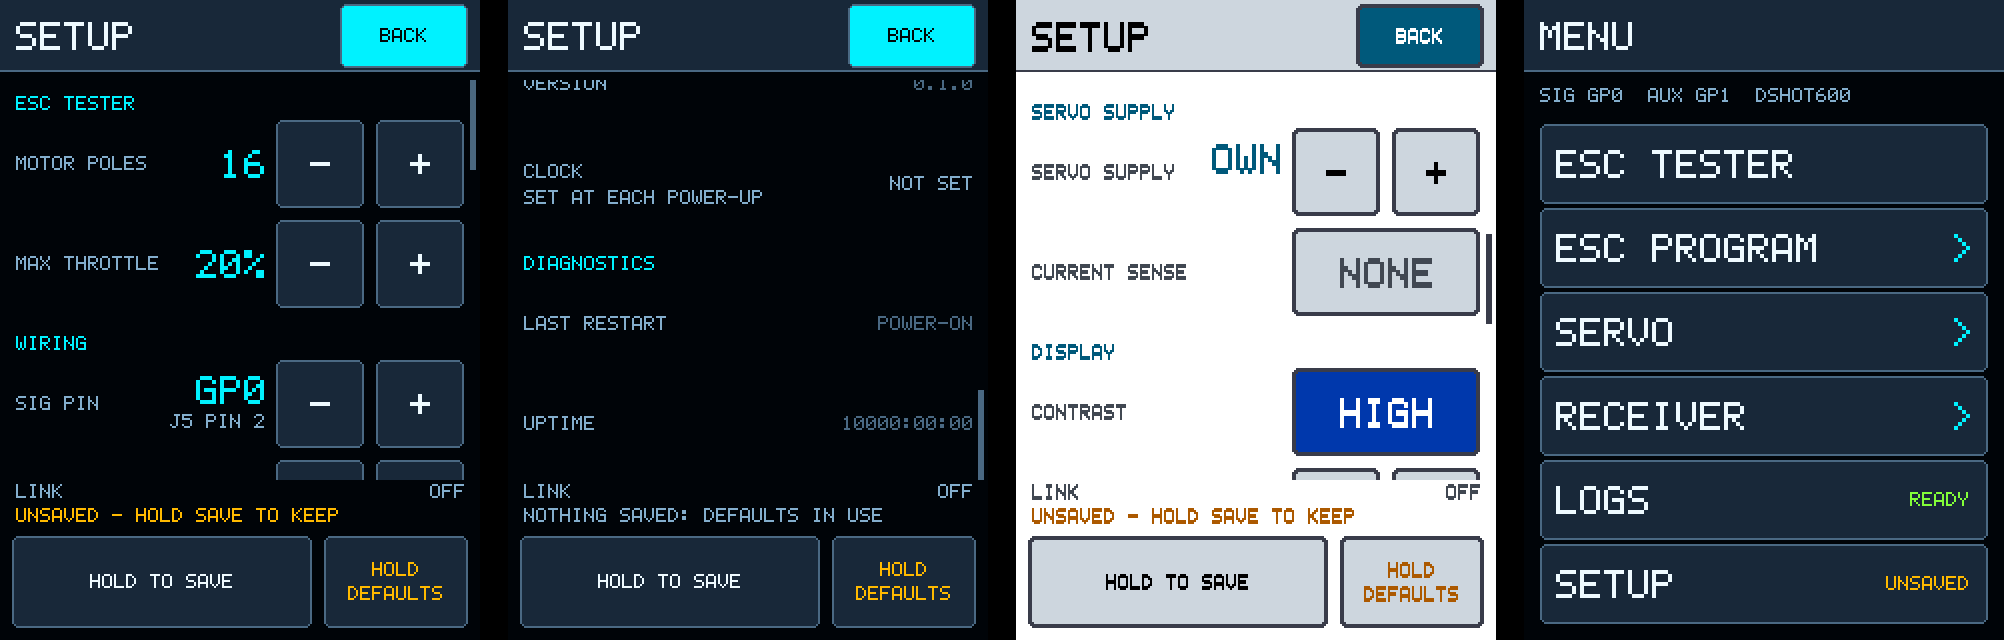 SETUP
BACK
ESC TESTER
MOTOR POLES 16 - +
MAX THROTTLE 20% - +
WIRING
SIG PIN GP0 - +
J5 PIN 2
LINK OFF
UNSAVED - HOLD SAVE TO KEEP
HOLD TO SAVE
HOLD
DEFAULTS
SETUP
BACK
VERSION 0.1.0
CLOCK
SET AT EACH POWER-UP
NOT SET
DIAGNOSTICS
LAST RESTART POWER-ON
UPTIME 10000:00:00
LINK OFF
NOTHING SAVED: DEFAULTS IN USE
HOLD TO SAVE
HOLD
DEFAULTS
SETUP
BACK
SERVO SUPPLY
SERVO SUPPLY OWN - +
CURRENT SENSE NONE
DISPLAY
CONTRAST HIGH
LINK OFF
UNSAVED - HOLD SAVE TO KEEP
HOLD TO SAVE
HOLD
DEFAULTS
MENU
SIG GP0 AUX GP1 DSHOT600
ESC TESTER
ESC PROGRAM >
SERVO >
RECEIVER >
LOGS READY
SETUP UNSAVED